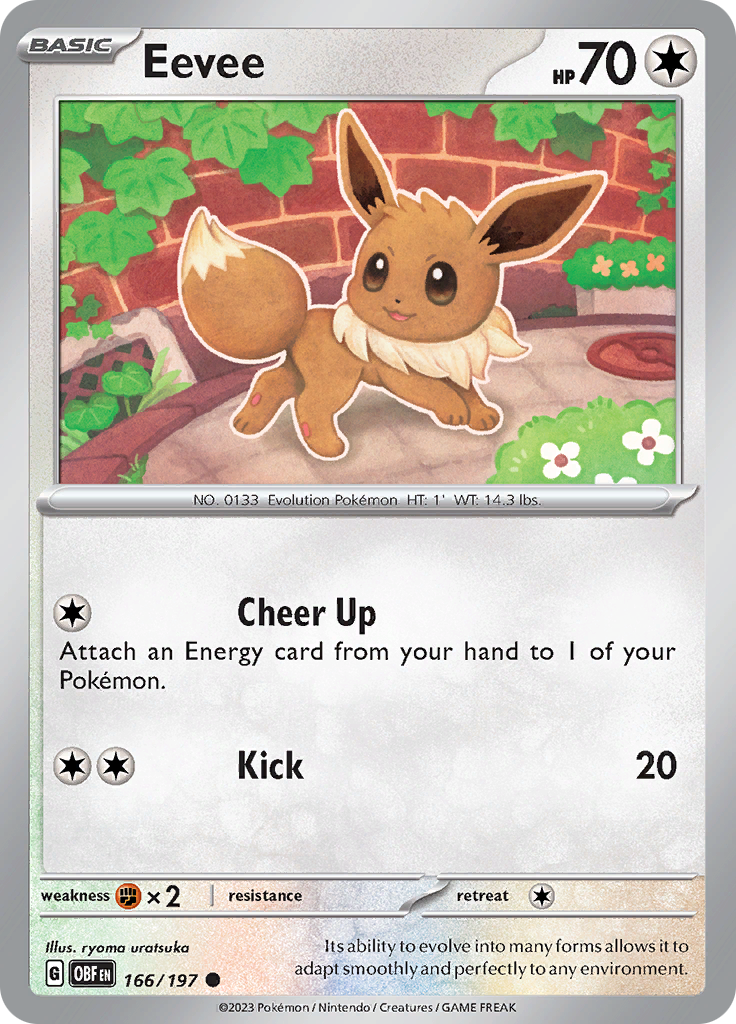 BASIC
Eevee
HP 70
NO. 0133 Evolution Pokémon HT: 1' WT: 14.3 lbs.
Cheer Up
Attach an Energy card from your hand to 1 of your
Pokémon.
Kick 20
weakness ×2 resistance retreat
Illus. ryoma uratsuka
Its ability to evolve into many forms allows it to
adapt smoothly and perfectly to any environment.
G OBF EN 166/197
©2023 Pokémon / Nintendo / Creatures / GAME FREAK